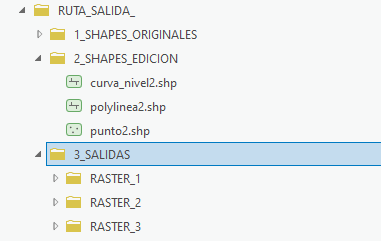 RUTA_SALIDA_
1_SHAPES_ORIGINALES
2_SHAPES_EDICION
curva_nivel2.shp
polylinea2.shp
punto2.shp
3_SALIDAS
RASTER_1
RASTER_2
RASTER_3